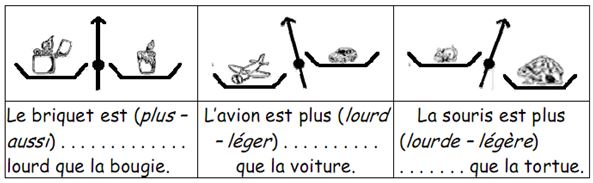 Le briquet est (plus –
aussi) . . . . . . . . . . . . .
lourd que la bougie.
L’avion est plus (lourd
– léger) . . . . . . . . . .
que la voiture.
La souris est plus
(lourde – légère)
. . . . . . . que la tortue.